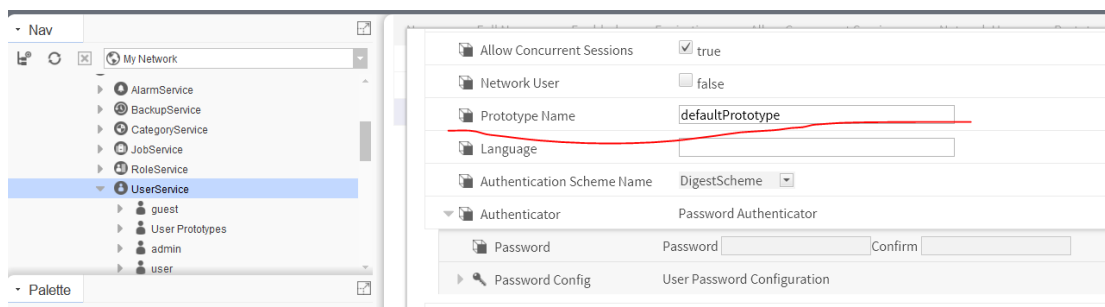 Nav
My Network
AlarmService
BackupService
CategoryService
JobService
RoleService
UserService
guest
User Prototypes
admin
user
Palette
Allow Concurrent Sessions true
Network User false
Prototype Name defaultPrototype
Language
Authentication Scheme Name DigestScheme
Authenticator Password Authenticator
Password Password Confirm
Password Config User Password Configuration